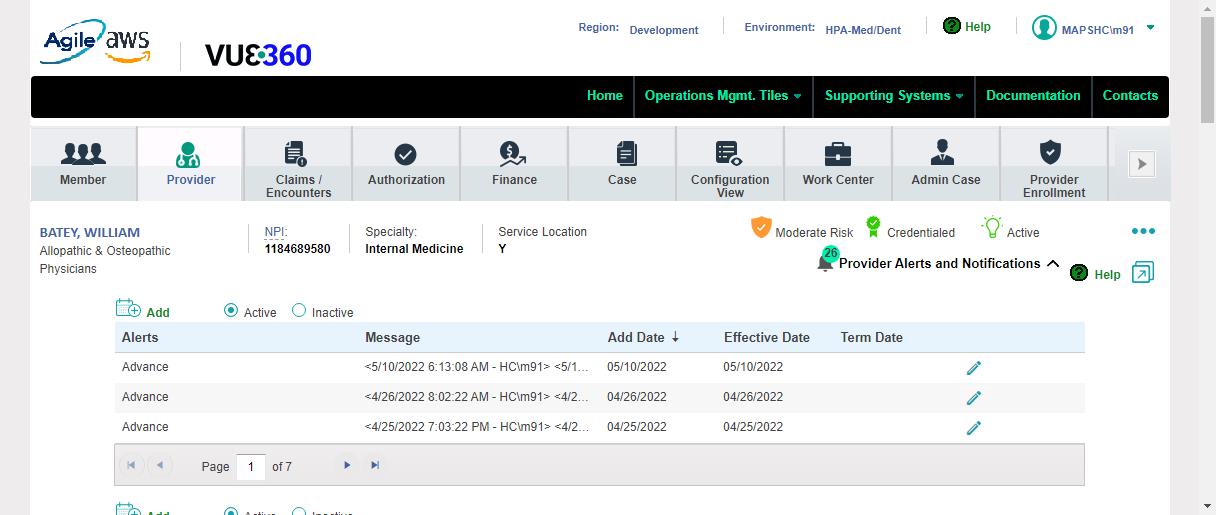 Agile aws
VUE360
Region: Development Environment: HPA-Med/Dent Help MAPSHC\m91
Home Operations Mgmt. Tiles Supporting Systems Documentation Contacts
Member Provider Claims / Encounters Authorization Finance Case Configuration View Work Center Admin Case Provider Enrollment
BATEY, WILLIAM
Allopathic & Osteopathic
Physicians
NPI:
1184689580
Specialty:
Internal Medicine
Service Location
Y
Moderate Risk Credentialed Active
26
Provider Alerts and Notifications
Help
Add Active Inactive
Alerts Message Add Date ↓ Effective Date Term Date
Advance <5/10/2022 6:13:08 AM - HC\m91> <5/1... 05/10/2022 05/10/2022
Advance <4/26/2022 8:02:22 AM - HC\m91> <4/2... 04/26/2022 04/26/2022
Advance <4/25/2022 7:03:22 PM - HC\m91> <4/2... 04/25/2022 04/25/2022
Page 1 of 7
Add Active Inactive